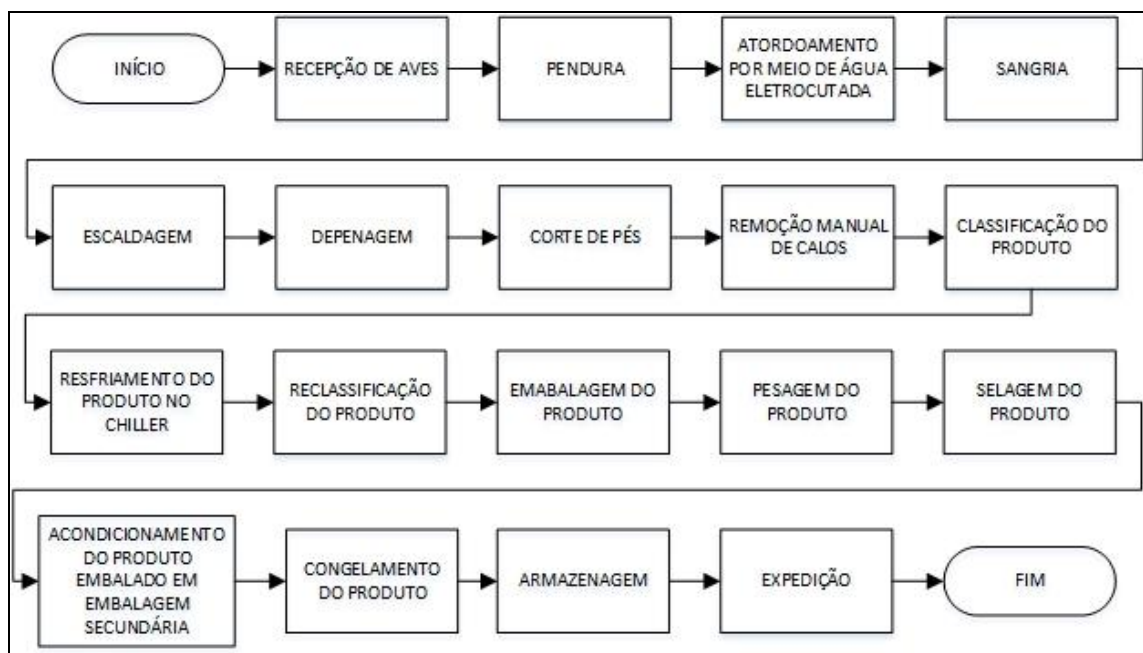 INÍCIO
RECEPÇÃO DE AVES
PENDURA
ATORDOAMENTO
POR MEIO DE ÁGUA
ELETROCUTADA
SANGRIA
ESCALDAGEM
DEPENAGEM
CORTE DE PÉS
REMOÇÃO MANUAL
DE CALOS
CLASSIFICAÇÃO DO
PRODUTO
RESFRIAMENTO DO
PRODUTO NO
CHILLER
RECLASSIFICAÇÃO
DO PRODUTO
EMABALAGEM DO
PRODUTO
PESAGEM DO
PRODUTO
SELAGEM DO
PRODUTO
ACONDICIONAMENTO
DO PRODUTO
EMBALADO EM
EMBALAGEM
SECUNDÁRIA
CONGELAMENTO
DO PRODUTO
ARMAZENAGEM
EXPEDIÇÃO
FIM